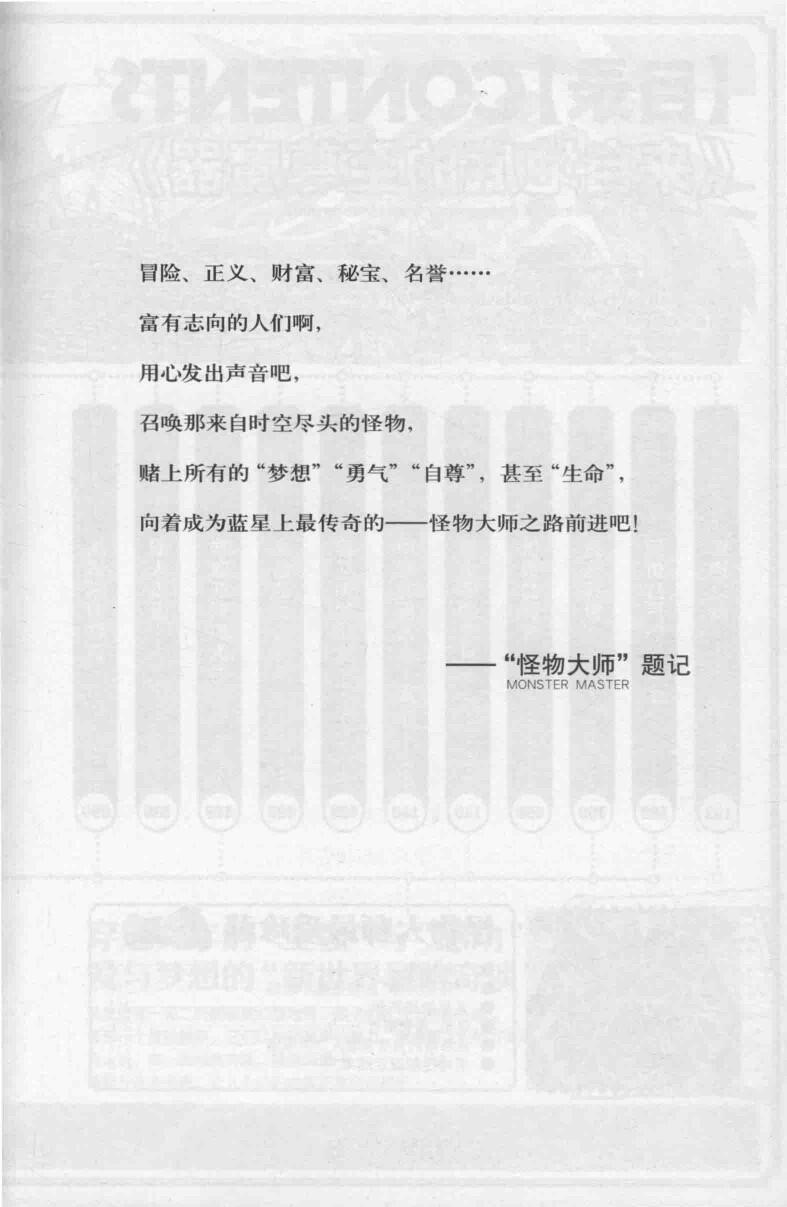 冒险、正义、财富、秘宝、名誉……
富有志向的人们啊，
用心发出声音吧，
召唤那来自时空尽头的怪物，
赌上所有的“梦想”“勇气”“自尊”，甚至“生命”，
向着成为蓝星上最传奇的——怪物大师之路前进吧！
——“怪物大师”题记
MONSTER MASTER